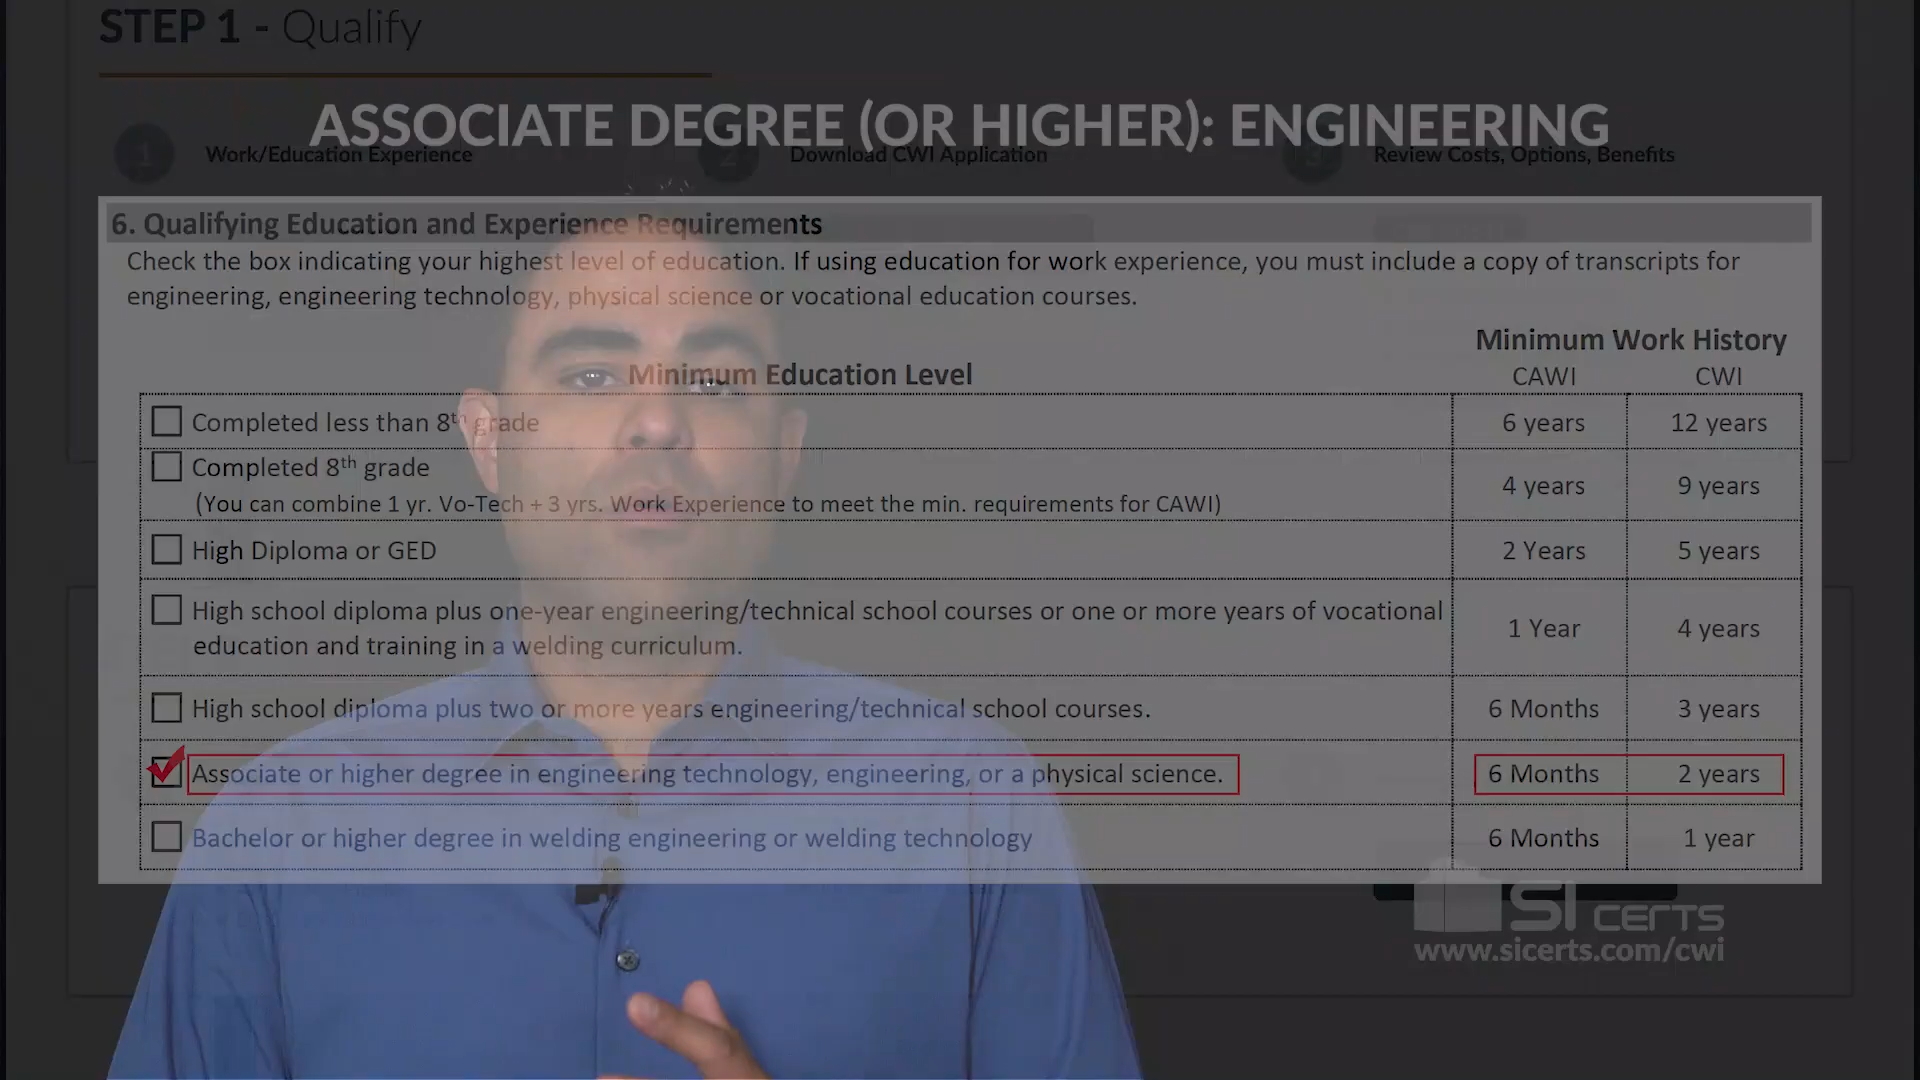 STEP 1 - Qualify
ASSOCIATE DEGREE (OR HIGHER): ENGINEERING
1 Work/Education Experience
2 Download CWI Application
3 Review Costs, Options, Benefits
6. Qualifying Education and Experience Requirements
Check the box indicating your highest level of education. If using education for work experience, you must include a copy of transcripts for
engineering, engineering technology, physical science or vocational education courses.
Minimum Work History
Minimum Education Level CAWI CWI
Completed less than 8th grade 6 years 12 years
Completed 8th grade
(You can combine 1 yr. Vo-Tech + 3 yrs. Work Experience to meet the min. requirements for CAWI) 4 years 9 years
High Diploma or GED 2 Years 5 years
High school diploma plus one-year engineering/technical school courses or one or more years of vocational
education and training in a welding curriculum. 1 Year 4 years
High school diploma plus two or more years engineering/technical school courses. 6 Months 3 years
Associate or higher degree in engineering technology, engineering, or a physical science. 6 Months 2 years
Bachelor or higher degree in welding engineering or welding technology 6 Months 1 year
SI CERTS
www.sicerts.com/cwi